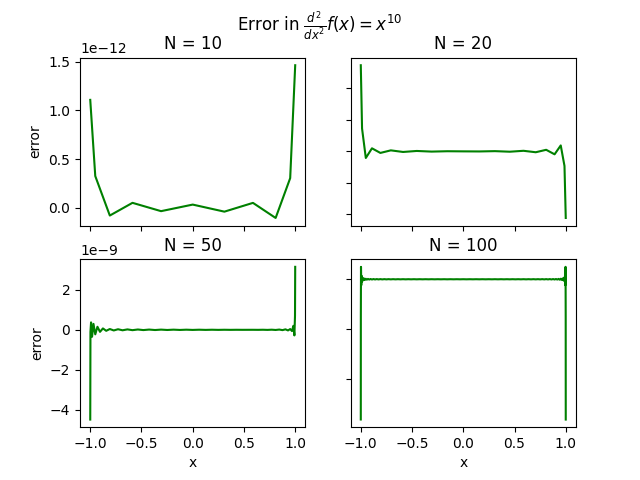 Error in $\frac{d^2}{dx^2}f(x) = x^{10}$
N = 10
N = 20
1e−12
1.5
1.0
0.5
0.0
error
N = 50
N = 100
1e−9
2
0
−2
−4
error
−1.0 −0.5 0.0 0.5 1.0
−1.0 −0.5 0.0 0.5 1.0
x
x